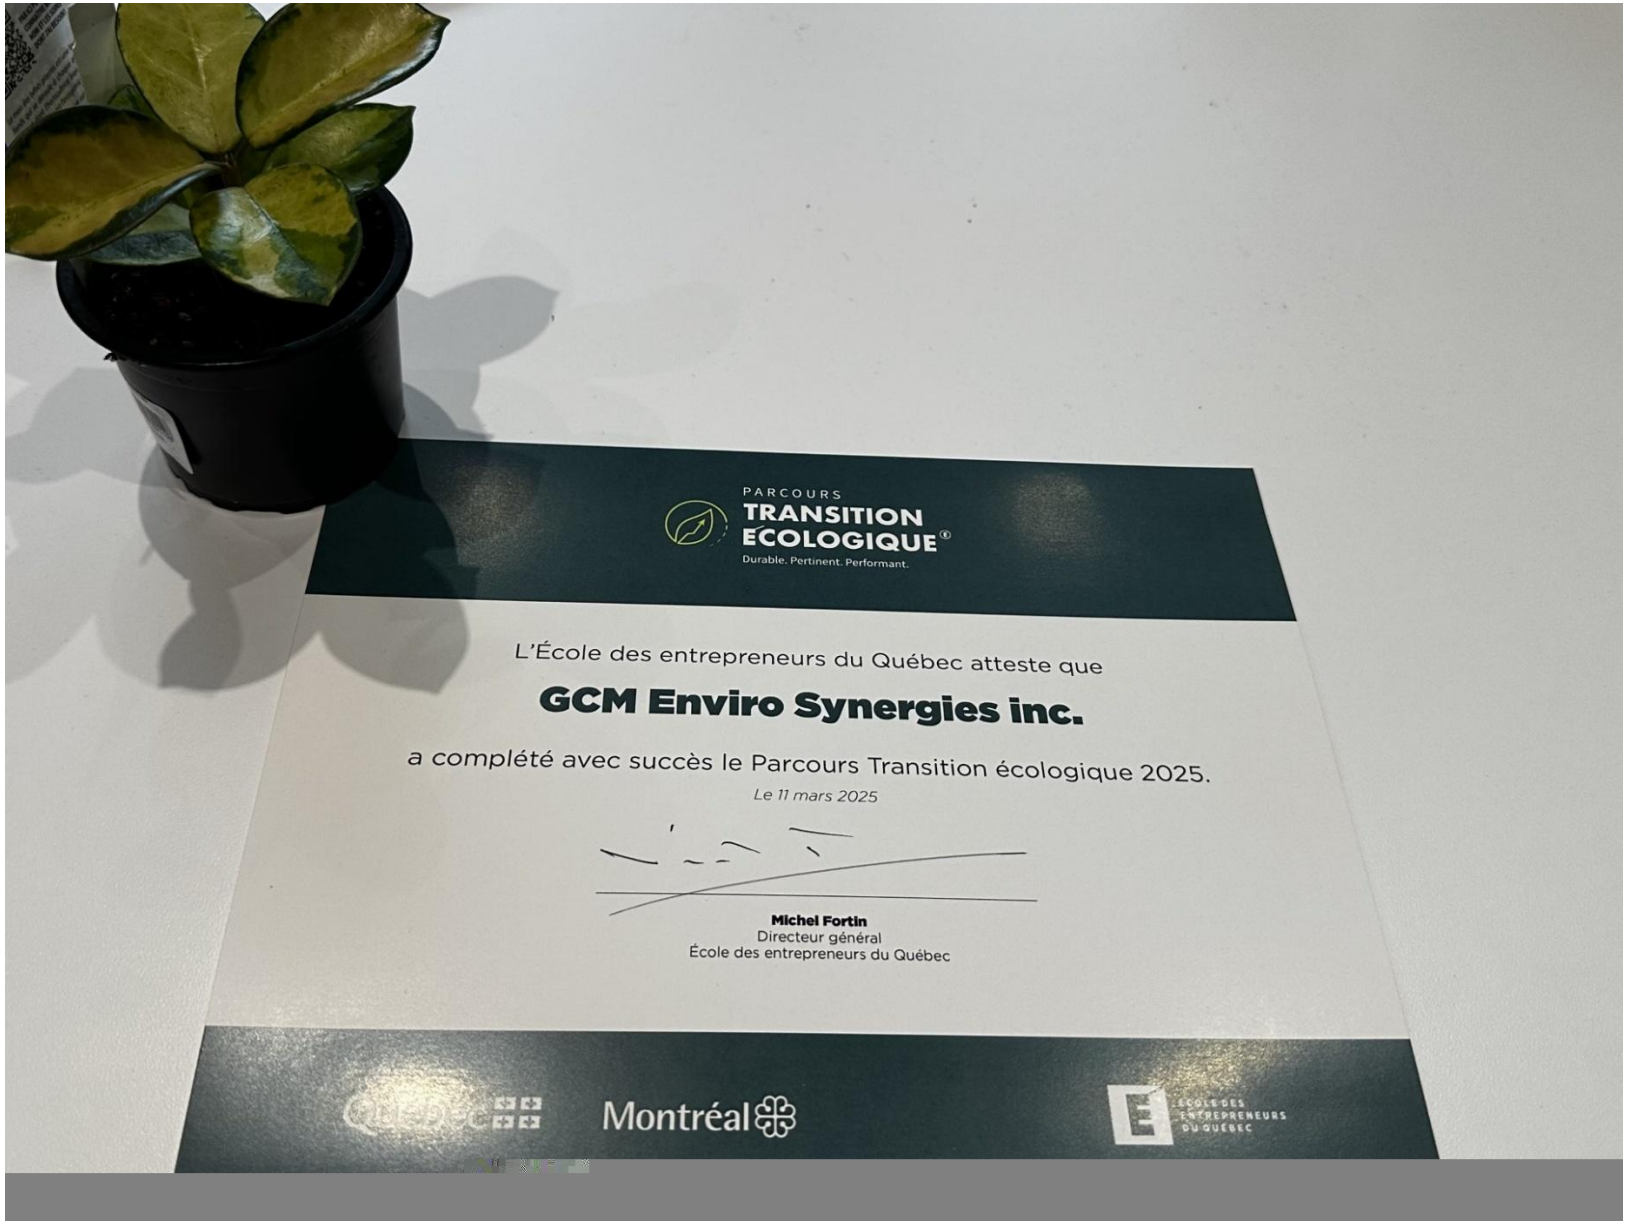 PARCOURS
TRANSITION
ÉCOLOGIQUE
Durable. Pertinent. Performant.
L'École des entrepreneurs du Québec atteste que
GCM Enviro Synergies inc.
a complété avec succès le Parcours Transition écologique 2025.
Le 11 mars 2025
Michel Fortin
Directeur général
École des entrepreneurs du Québec
Québec
Montréal
E
ÉCOLE DES
ENTREPRENEURS
DU QUÉBEC